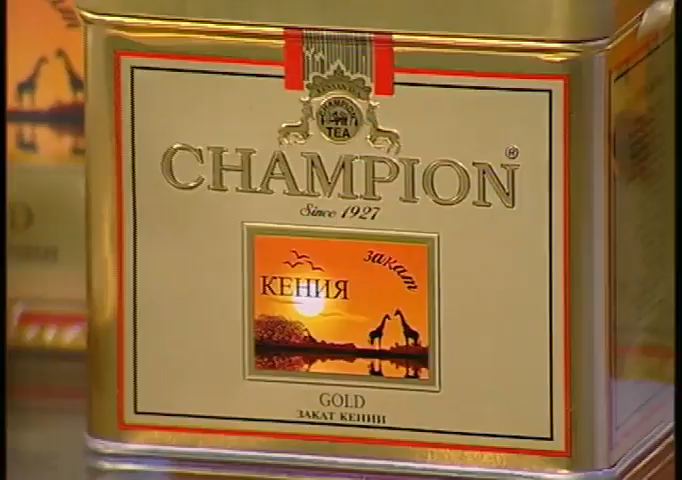 CHAMPION
TEA
CHAMPION®
Since 1927
закат
КЕНИЯ
GOLD
ЗАКАТ КЕНИИ